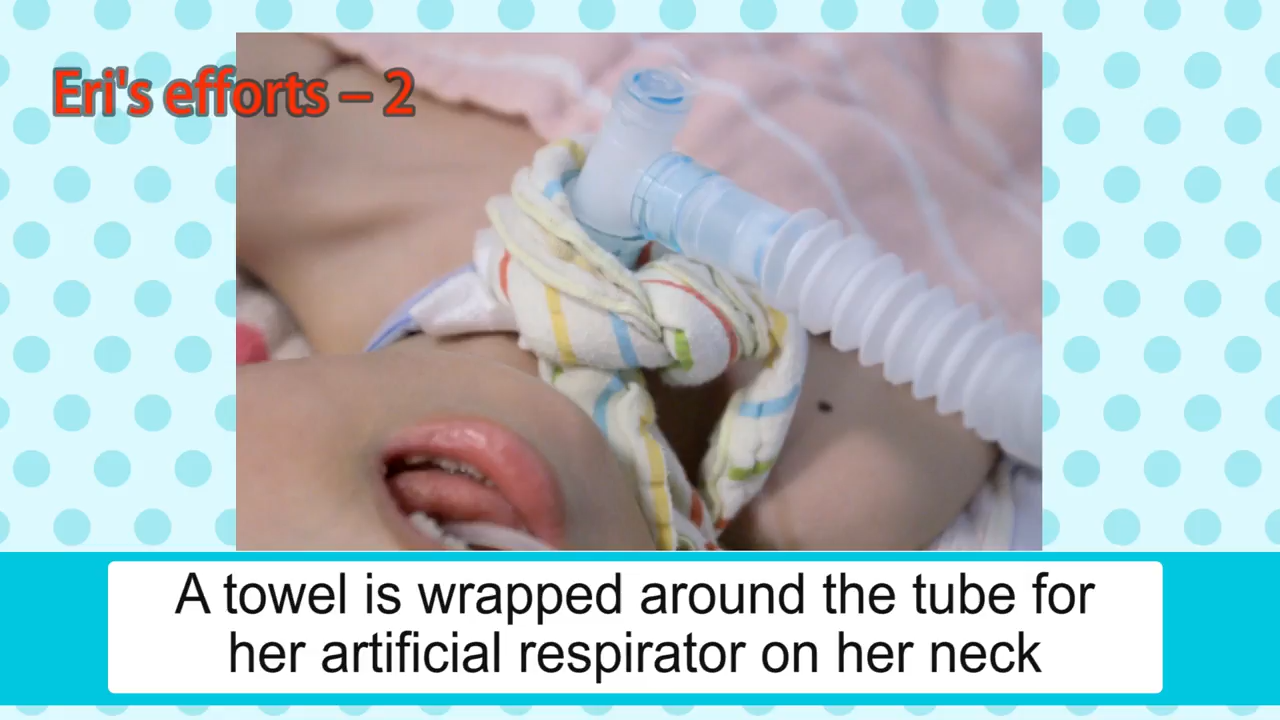 Eri's efforts – 2
A towel is wrapped around the tube for
her artificial respirator on her neck